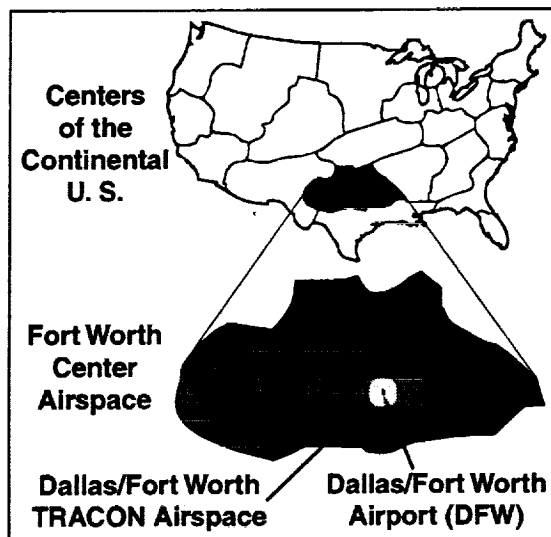 Centers
of the
Continental
U. S.
Fort Worth
Center
Airspace
Dallas/Fort Worth
TRACON Airspace
Dallas/Fort Worth
Airport (DFW)